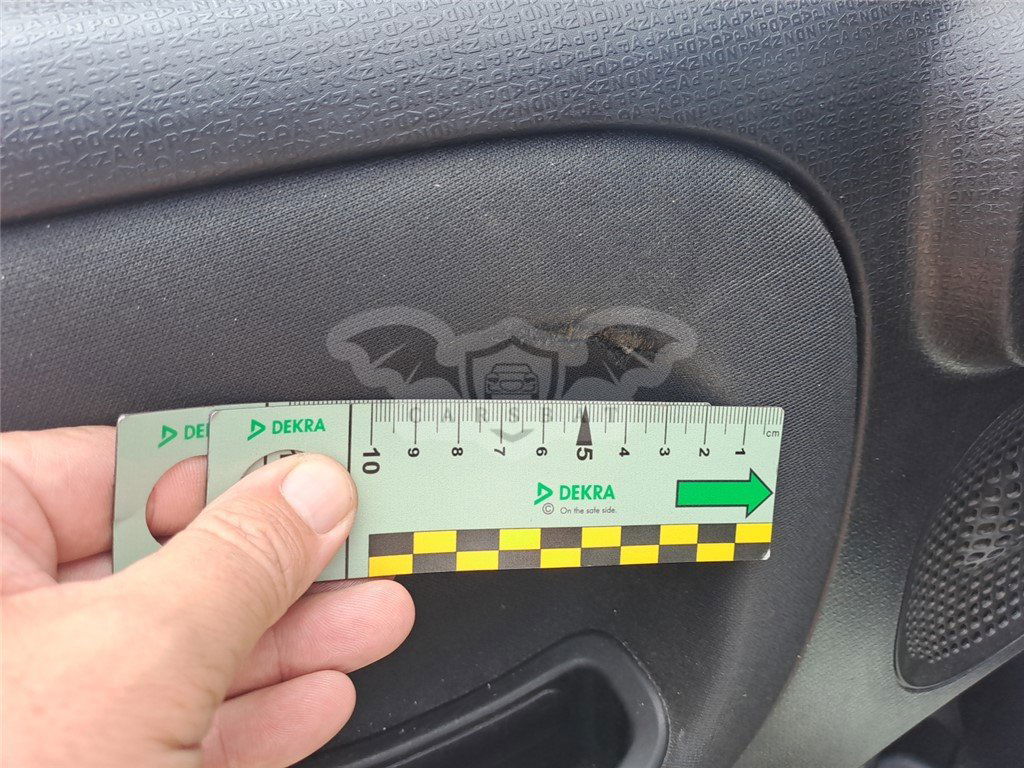 CARSBAT
DEKRA
DEKRA
10 9 8 7 6 5 4 3 2 1 cm
DEKRA
© On the safe side.